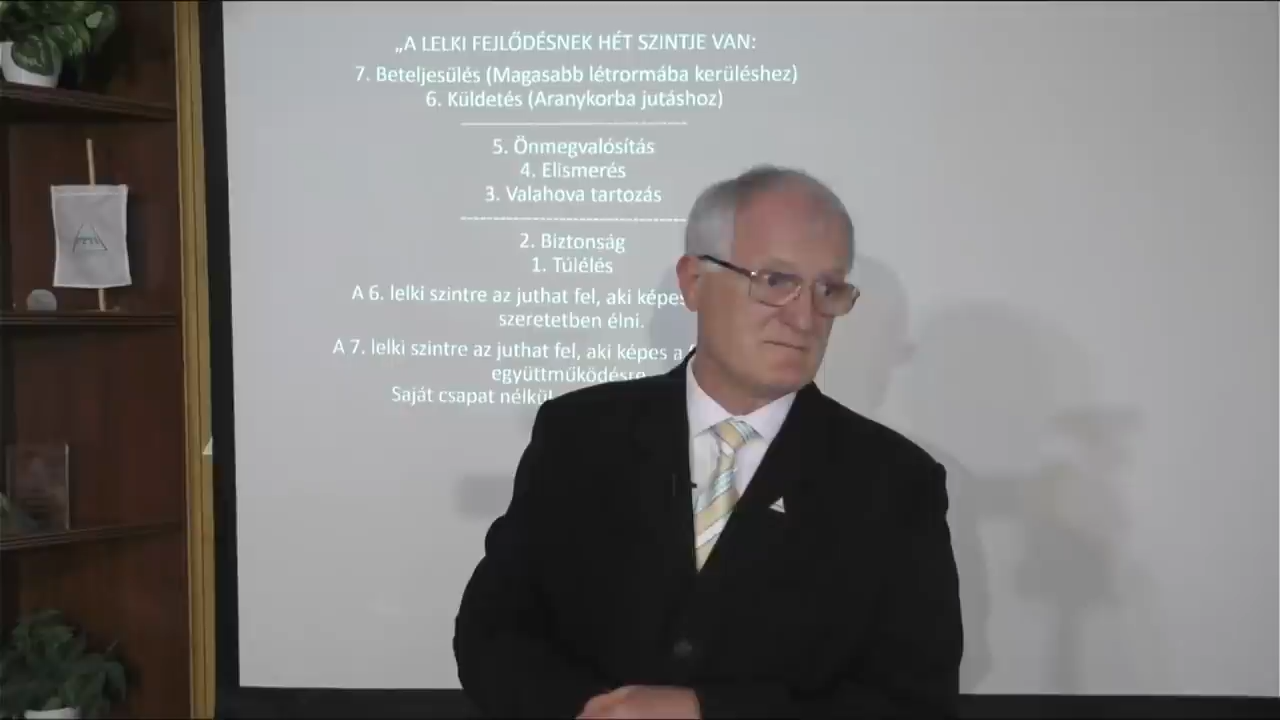 „A LELKI FEJLŐDÉSNEK HÉT SZINTJE VAN:
7. Beteljesülés (Magasabb létrormába kerüléshez)
6. Küldetés (Aranykorba jutáshoz)
5. Önmegvalósítás
4. Elismerés
3. Valahova tartozás
2. Biztonság
1. Túlélés
A 6. lelki szintre az juthat fel, aki képes
szeretetben élni.
A 7. lelki szintre az juthat fel, aki képes a
együttműködésre
Saját csapat nélkül